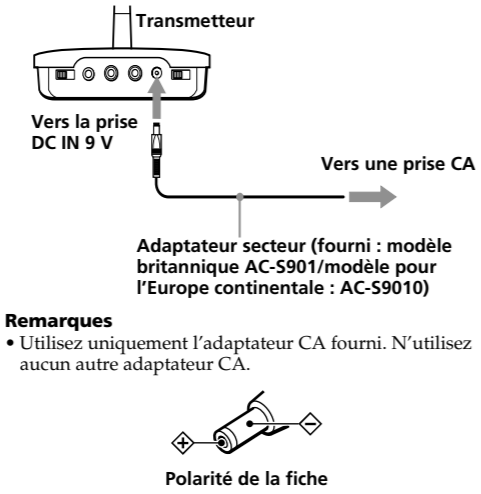 Transmetteur
Vers la prise
DC IN 9 V
Vers une prise CA
Adaptateur secteur (fourni : modèle
britannique AC-S901/modèle pour
l’Europe continentale : AC-S9010)
Remarques
• Utilisez uniquement l’adaptateur CA fourni. N’utilisez
aucun autre adaptateur CA.
Polarité de la fiche